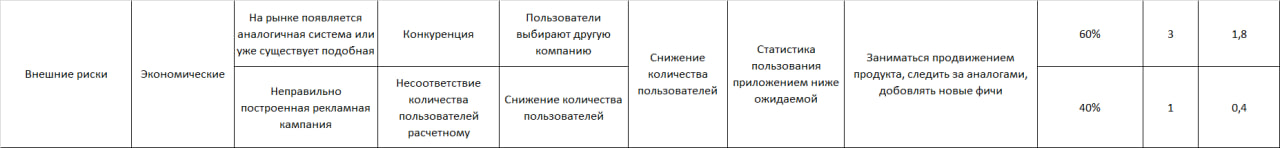 Внешние риски
Экономические
На рынке появляется
аналогичная система или
уже существует подобная
Конкуренция
Пользователи
выбирают другую
компанию
Снижение
количества
пользователей
Статистика
пользования
приложением ниже
ожидаемой
Заниматься продвижением
продукта, следить за аналогами,
добовлять новые фичи
60%
3
1,8
Неправильно
построенная рекламная
кампания
Несоответствие
количества
пользователей
расчетному
Снижение количества
пользователей
40%
1
0,4